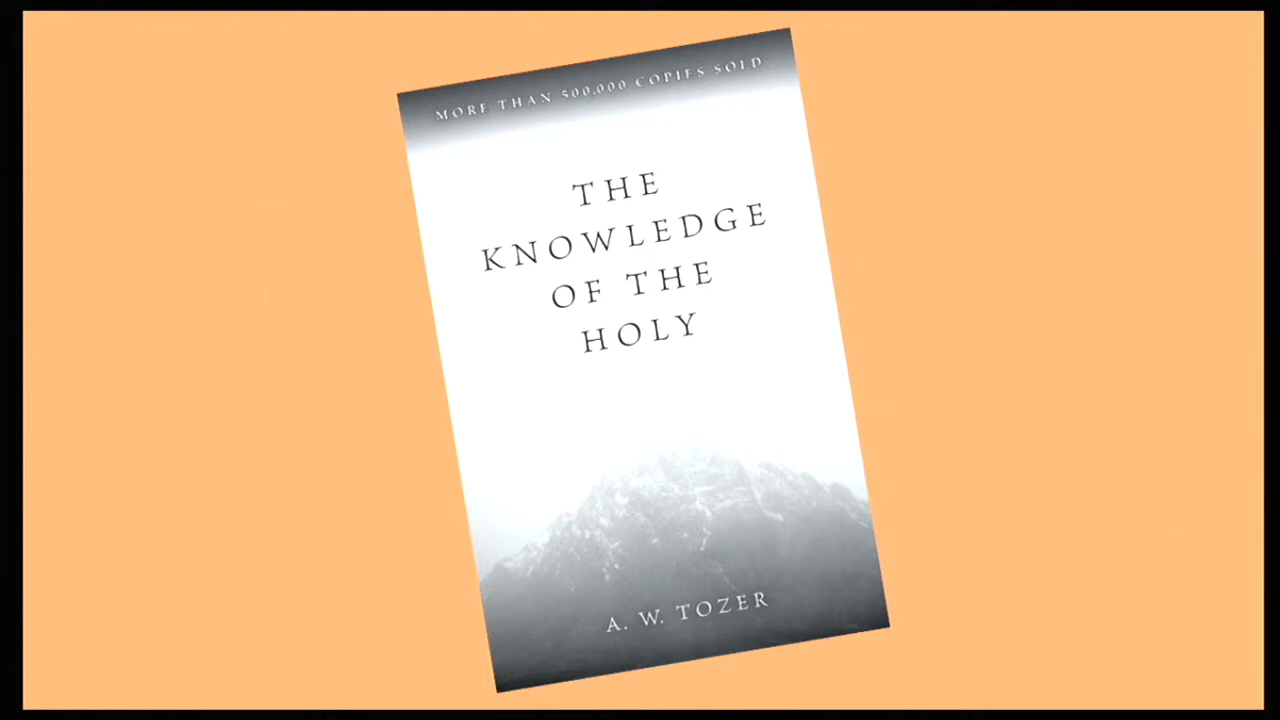 MORE THAN 500,000 COPIES SOLD
THE
KNOWLEDGE
OF THE
HOLY
A. W. TOZER